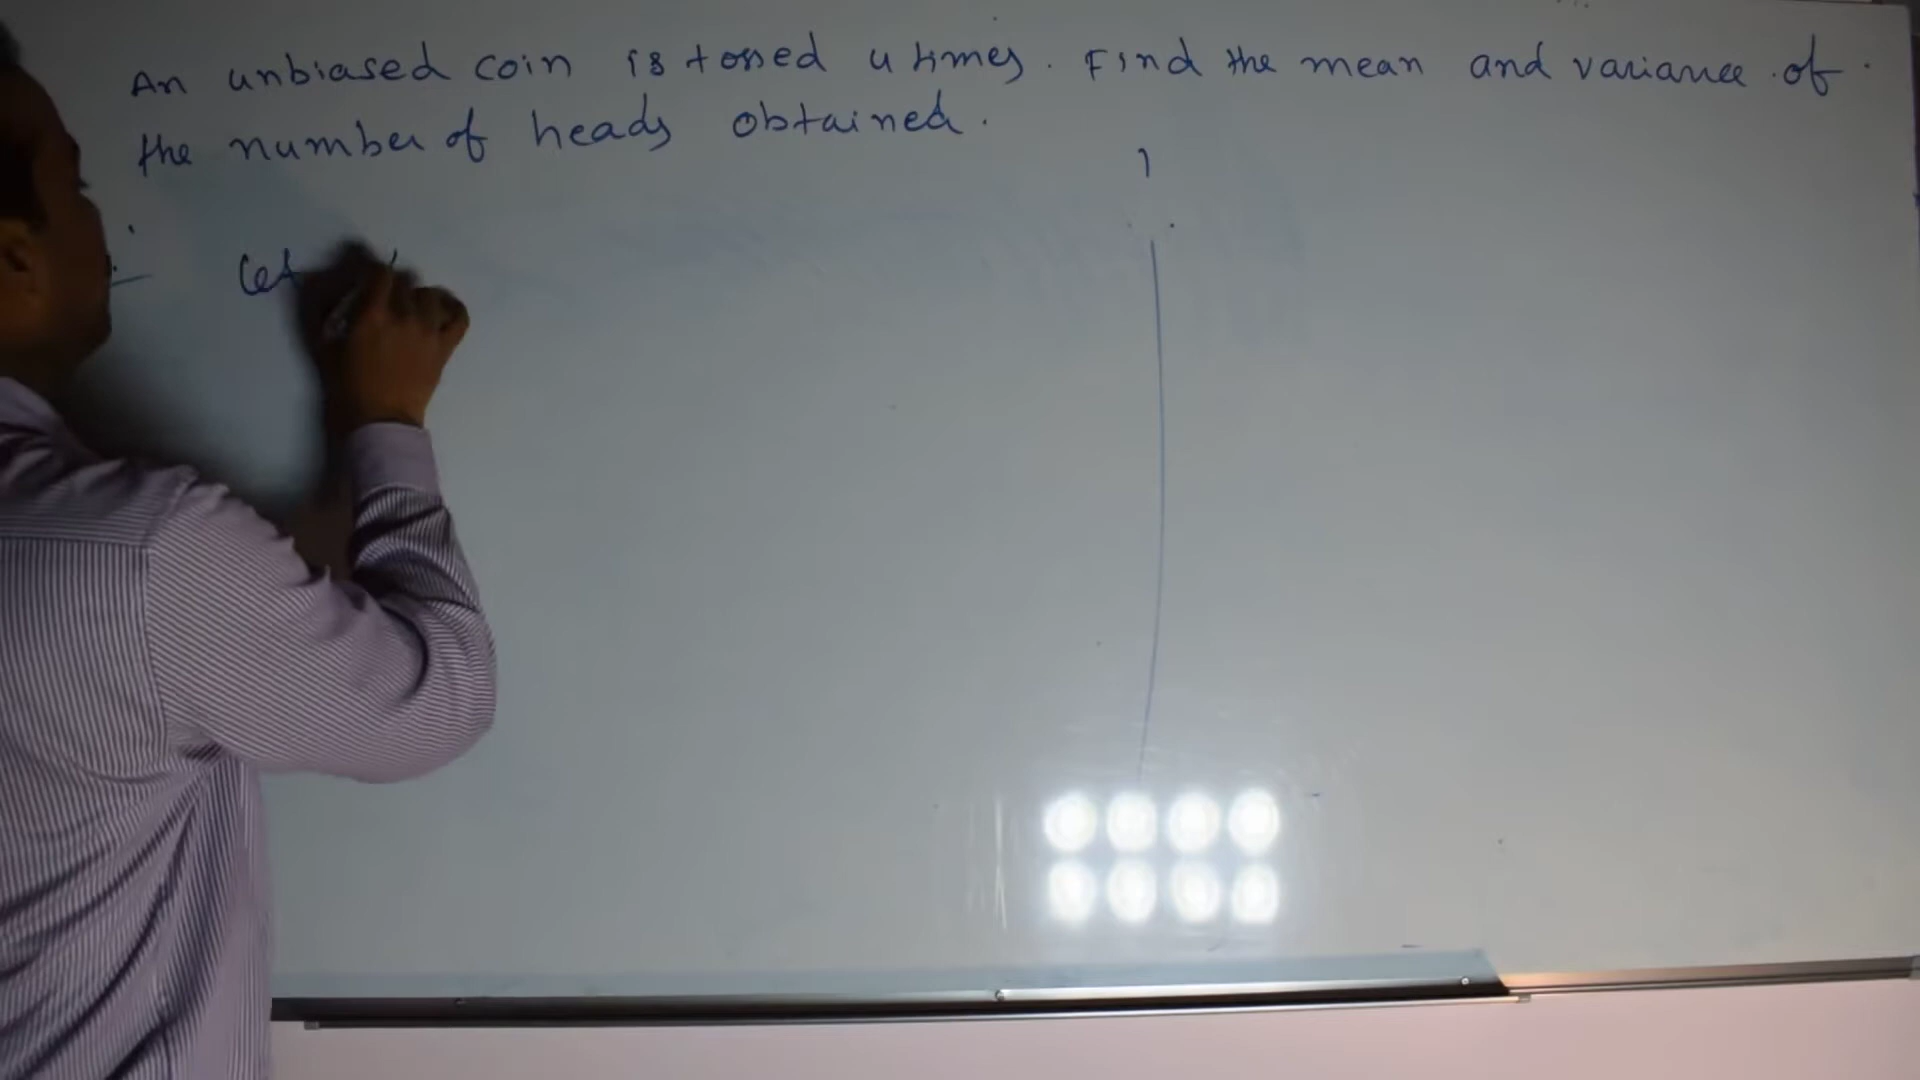 An unbiased coin is tossed 4 times. Find the mean and variance of
the number of heads obtained.
Let